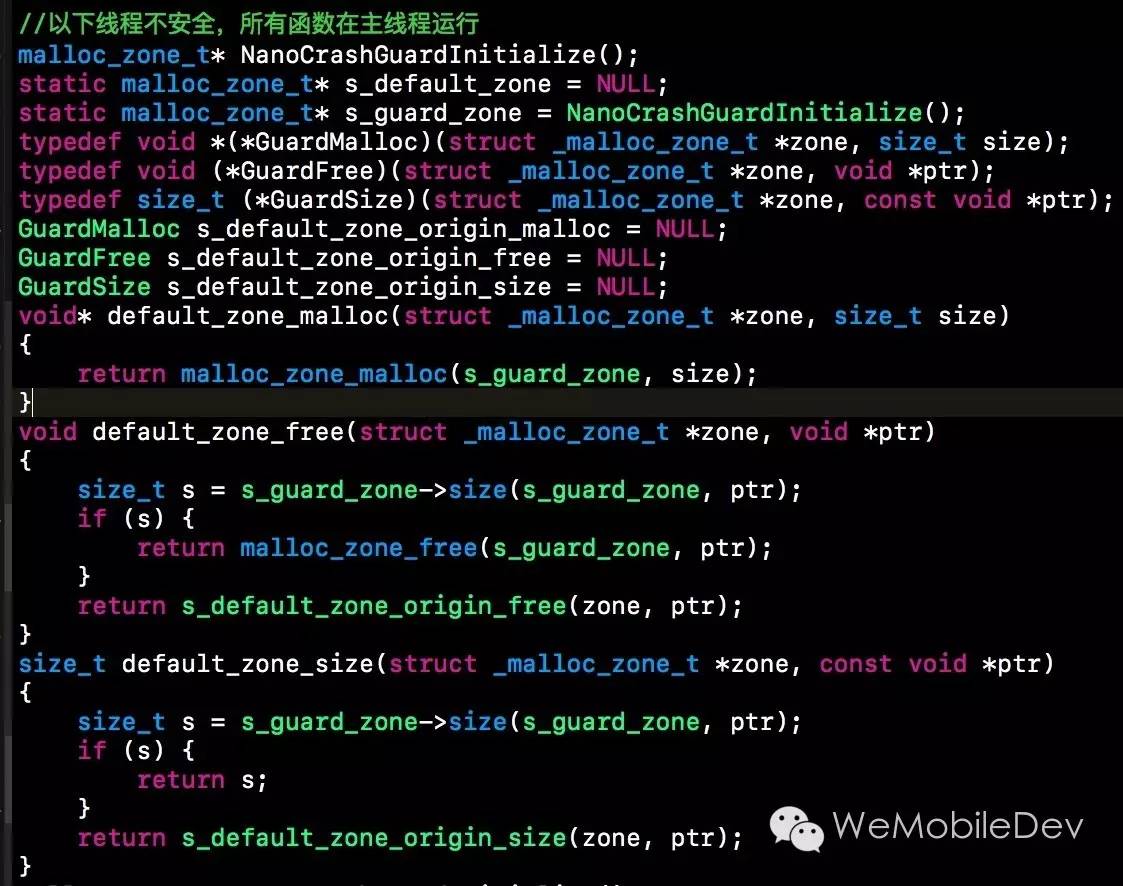 //以下线程不安全，所有函数在主线程运行
malloc_zone_t* NanoCrashGuardInitialize();
static malloc_zone_t* s_default_zone = NULL;
static malloc_zone_t* s_guard_zone = NanoCrashGuardInitialize();
typedef void *(*GuardMalloc)(struct _malloc_zone_t *zone, size_t size);
typedef void (*GuardFree)(struct _malloc_zone_t *zone, void *ptr);
typedef size_t (*GuardSize)(struct _malloc_zone_t *zone, const void *ptr);
GuardMalloc s_default_zone_origin_malloc = NULL;
GuardFree s_default_zone_origin_free = NULL;
GuardSize s_default_zone_origin_size = NULL;
void* default_zone_malloc(struct _malloc_zone_t *zone, size_t size)
{
    return malloc_zone_malloc(s_guard_zone, size);
}
void default_zone_free(struct _malloc_zone_t *zone, void *ptr)
{
    size_t s = s_guard_zone->size(s_guard_zone, ptr);
    if (s) {
        return malloc_zone_free(s_guard_zone, ptr);
    }
    return s_default_zone_origin_free(zone, ptr);
}
size_t default_zone_size(struct _malloc_zone_t *zone, const void *ptr)
{
    size_t s = s_guard_zone->size(s_guard_zone, ptr);
    if (s) {
        return s;
    }
    return s_default_zone_origin_size(zone, ptr);
}
WeMobileDev